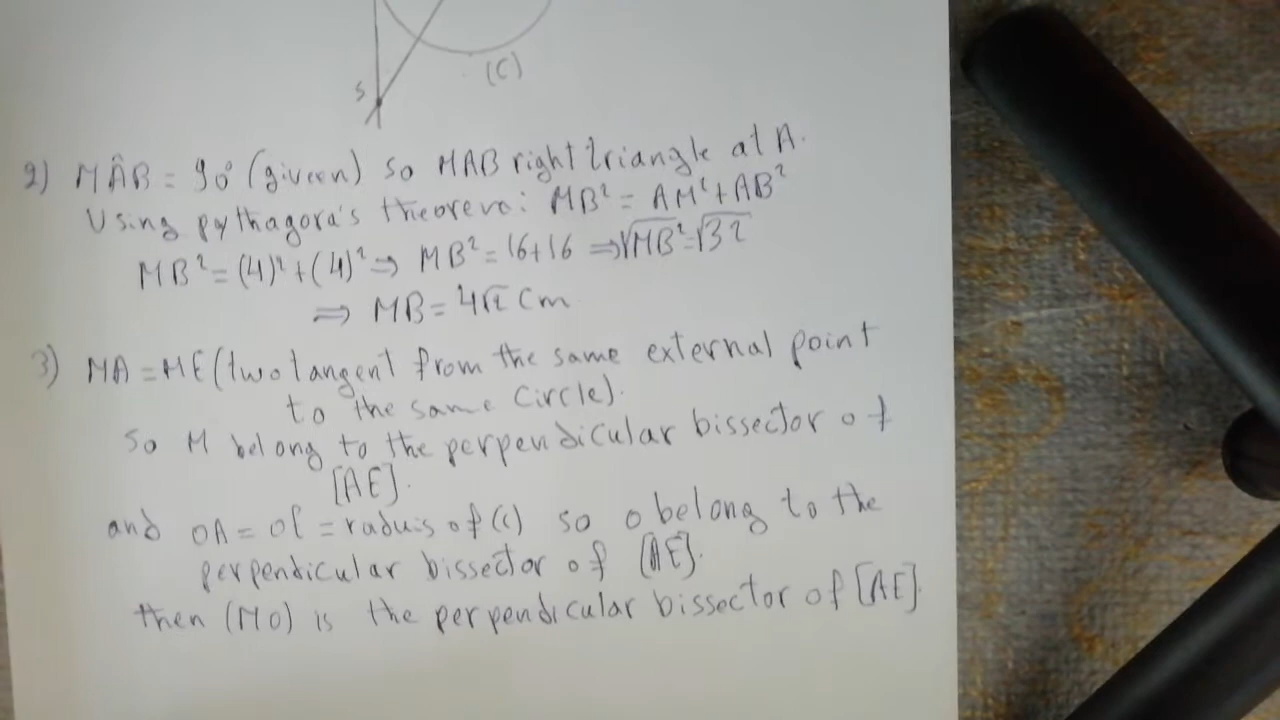 (C)
S
2) MÂB = 90° (giveen) so MAB right triangle at A.
Using pythagora's theorem: MB² = AM² + AB²
MB² = (4)² + (4)² ⇒ MB² = 16+16 ⇒ √MB² = √32
⇒ MB = 4√2 Cm
3) MA = ME (two tangent from the same external point
to the same circle).
so M belong to the perpendicular bissector of
[AE].
and OA = OE = raduis of (C) so o belong to the
perpendicular bissector of [AE].
then (MO) is the perpendicular bissector of [AE].